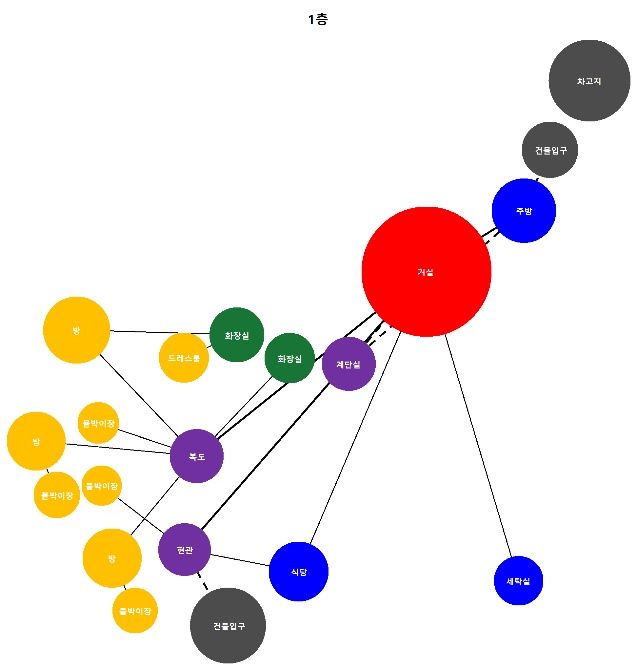 1층
차고지
건물입구
주방
거실
방
화장실
드레스룸
화장실
계단실
붙박이장
방
복도
붙박이장
붙박이장
현관
방
식당
세탁실
붙박이장
건물입구